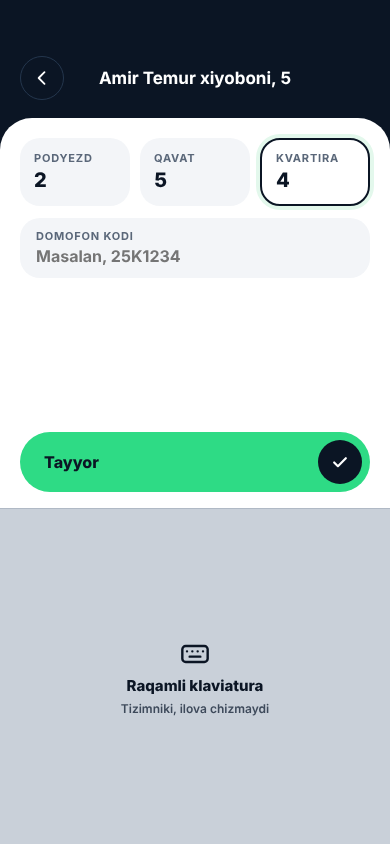 Amir Temur xiyoboni, 5
PODYEZD
2
QAVAT
5
KVARTIRA
4
DOMOFON KODI
Masalan, 25K1234
Tayyor
Raqamli klaviatura
Tizimniki, ilova chizmaydi